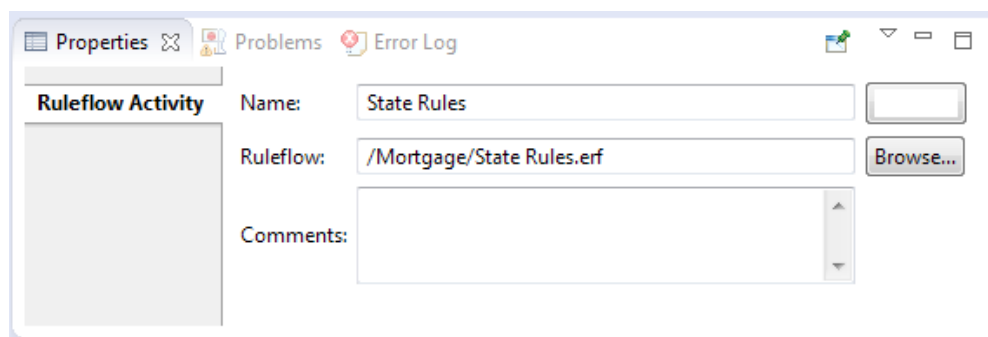 Properties Problems Error Log
Ruleflow Activity Name: State Rules
Ruleflow: /Mortgage/State Rules.erf Browse...
Comments: